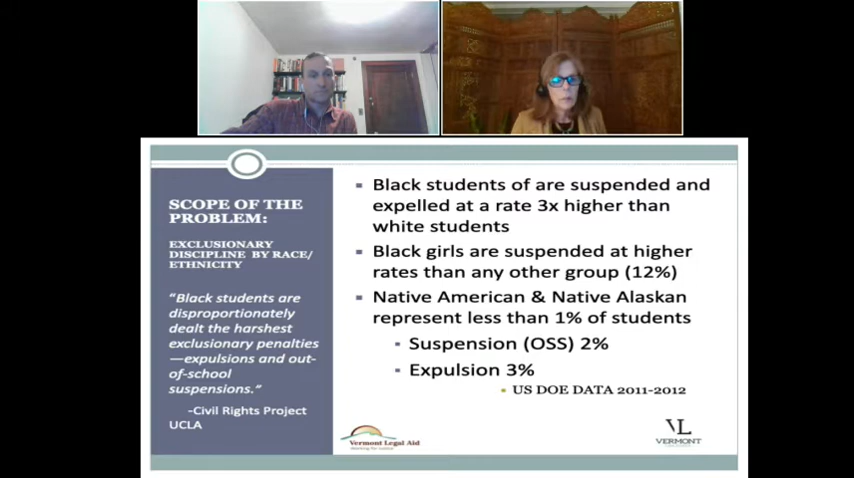 SCOPE OF THE
PROBLEM:
EXCLUSIONARY
DISCIPLINE BY RACE/
ETHNICITY
“Black students are
disproportionately
dealt the harshest
exclusionary penalties
—expulsions and out-
of-school
suspensions.”
-Civil Rights Project
UCLA
Black students of are suspended and
expelled at a rate 3x higher than
white students
Black girls are suspended at higher
rates than any other group (12%)
Native American & Native Alaskan
represent less than 1% of students
Suspension (OSS) 2%
Expulsion 3%
US DOE DATA 2011-2012
Vermont Legal Aid
VL
VERMONT